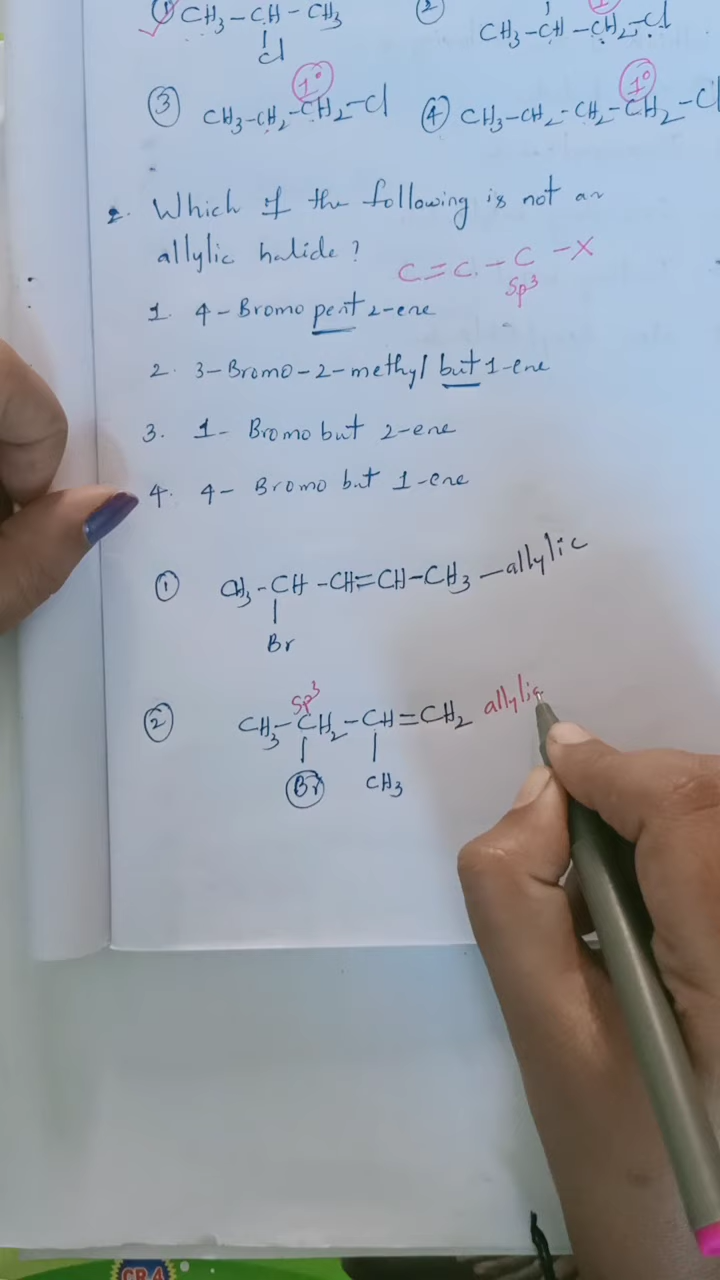 ① CH₃–CH–CH₃ ②
Cl CH₃–CH–CH₂–Cl
1°
1°
③ CH₃–CH₂–CH₂–Cl ④ CH₃–CH₂–CH₂–CH₂–Cl
2. Which of the following is not an
allylic halide?
C=C–C–X
Sp³
1. 4-Bromo pent 2-ene
2. 3-Bromo-2-methyl but 1-ene
3. 1-Bromo but 2-ene
4. 4-Bromo but 1-ene
① CH₃–CH–CH=CH–CH₃ –allylic
Br
Sp³
② CH₃–CH₂–CH=CH₂ allylic
Br CH₃
CR-4